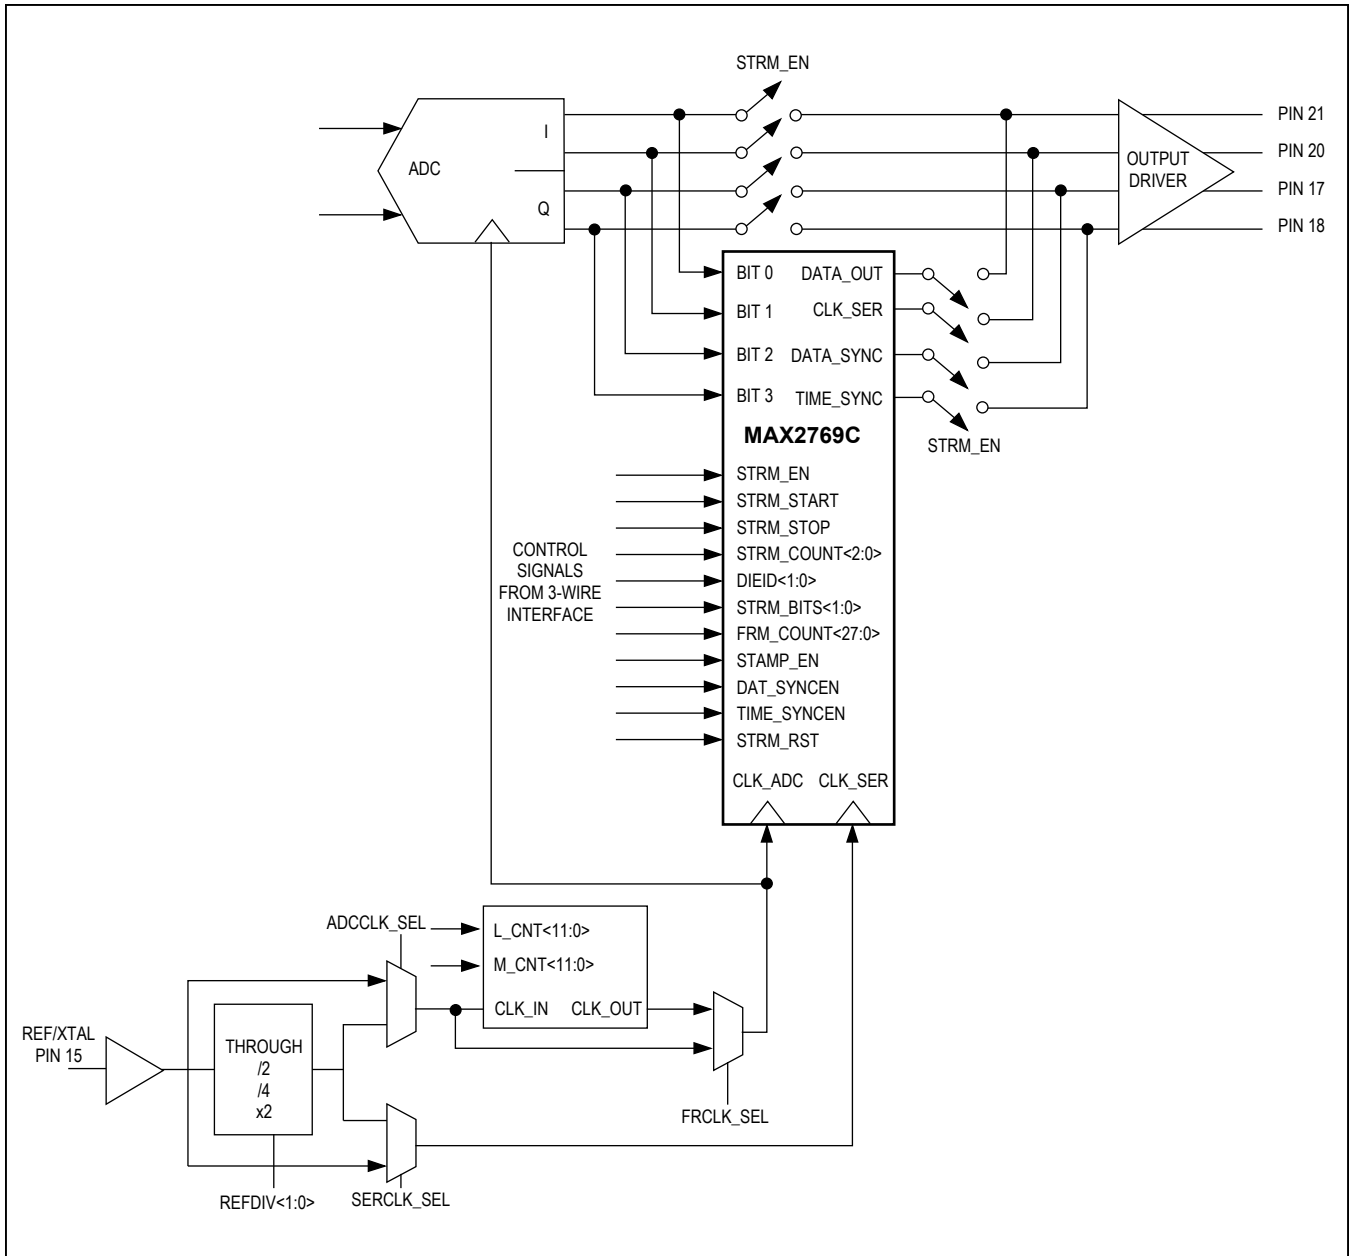 STRM_EN
I
ADC
Q
OUTPUT
DRIVER
PIN 21
PIN 20
PIN 17
PIN 18
BIT 0 DATA_OUT
BIT 1 CLK_SER
BIT 2 DATA_SYNC
BIT 3 TIME_SYNC
MAX2769C
STRM_EN
CONTROL
SIGNALS
FROM 3-WIRE
INTERFACE
STRM_EN
STRM_START
STRM_STOP
STRM_COUNT<2:0>
DIEID<1:0>
STRM_BITS<1:0>
FRM_COUNT<27:0>
STAMP_EN
DAT_SYNCEN
TIME_SYNCEN
STRM_RST
CLK_ADC CLK_SER
ADCCLK_SEL
L_CNT<11:0>
M_CNT<11:0>
CLK_IN CLK_OUT
REF/XTAL
PIN 15
THROUGH
/2
/4
x2
FRCLK_SEL
REFDIV<1:0>
SERCLK_SEL